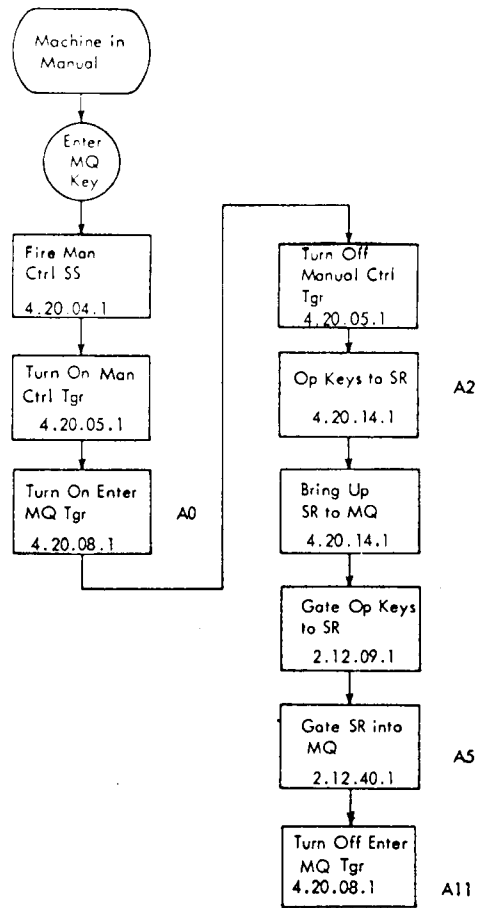 Machine in
Manual
Enter
MQ
Key
Fire Man
Ctrl SS
4.20.04.1
Turn On Man
Ctrl Tgr
4.20.05.1
Turn On Enter
MQ Tgr
4.20.08.1
A0
Turn Off
Manual Ctrl
Tgr
4.20.05.1
Op Keys to SR
4.20.14.1
A2
Bring Up
SR to MQ
4.20.14.1
Gate Op Keys
to SR
2.12.09.1
Gate SR into
MQ
2.12.40.1
A5
Turn Off Enter
MQ Tgr
4.20.08.1
A11